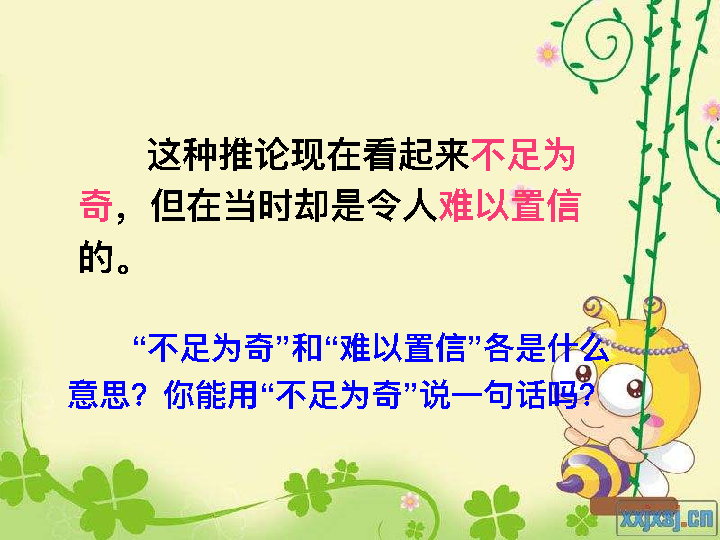 这种推论现在看起来不足为
奇，但在当时却是令人难以置信
的。
“不足为奇”和“难以置信”各是什么
意思？你能用“不足为奇”说一句话吗？
xxjxsj.cn